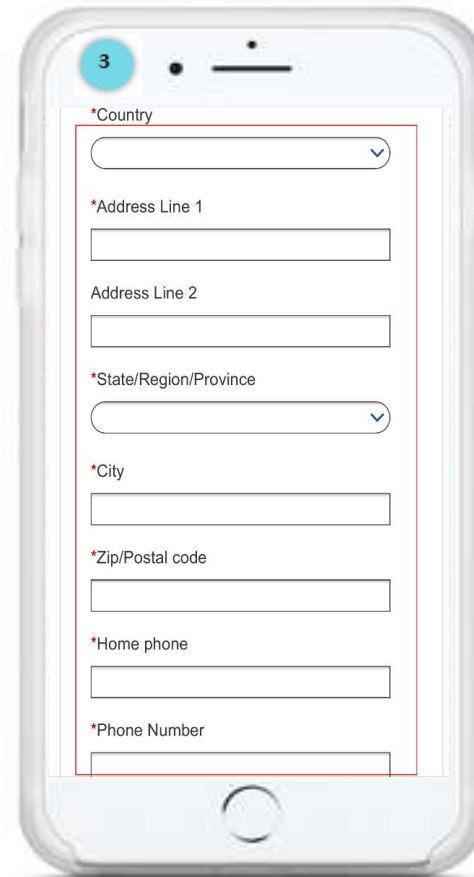 3
*Country
*Address Line 1
Address Line 2
*State/Region/Province
*City
*Zip/Postal code
*Home phone
*Phone Number